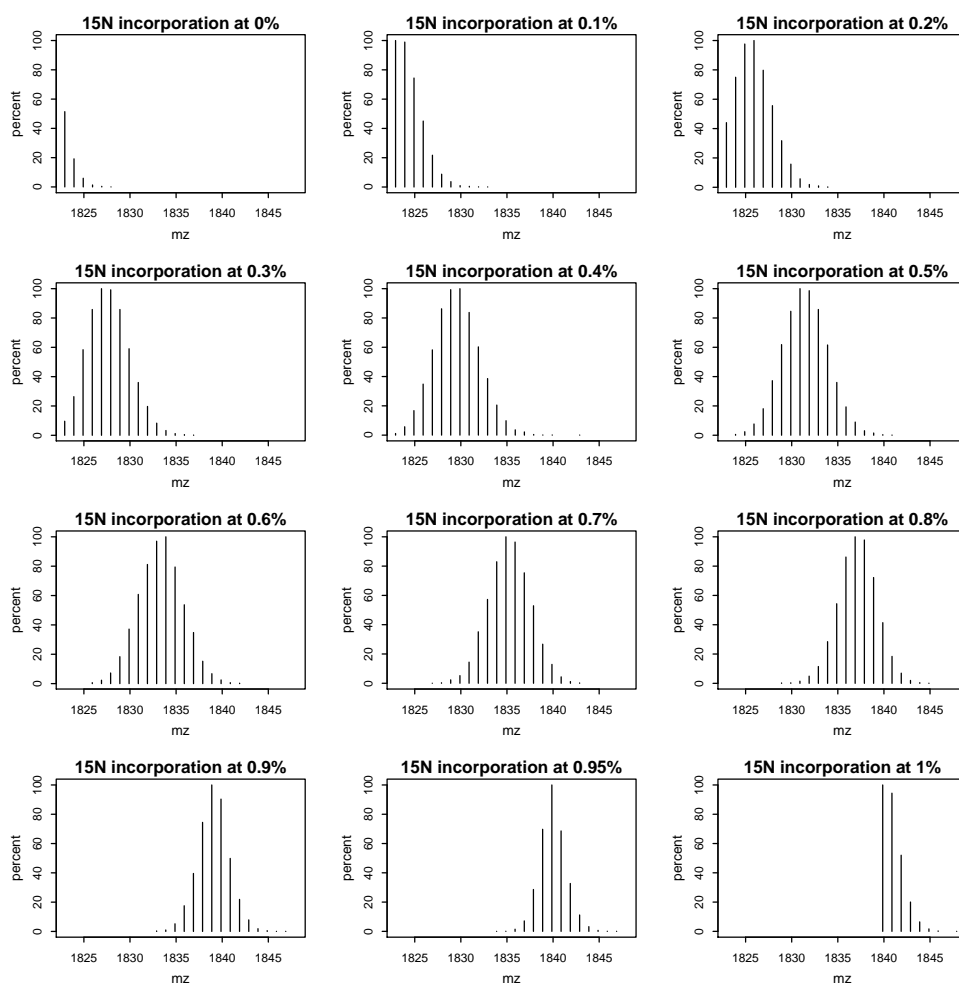 15N incorporation at 0% 15N incorporation at 0.1% 15N incorporation at 0.2%
percent 0 20 40 60 80 100 percent 0 20 40 60 80 100 percent 0 20 40 60 80 100
1825 1830 1835 1840 1845 1825 1830 1835 1840 1845 1825 1830 1835 1840 1845
mz mz mz
15N incorporation at 0.3% 15N incorporation at 0.4% 15N incorporation at 0.5%
percent 0 20 40 60 80 100 percent 0 20 40 60 80 100 percent 0 20 40 60 80 100
1825 1830 1835 1840 1845 1825 1830 1835 1840 1845 1825 1830 1835 1840 1845
mz mz mz
15N incorporation at 0.6% 15N incorporation at 0.7% 15N incorporation at 0.8%
percent 0 20 40 60 80 100 percent 0 20 40 60 80 100 percent 0 20 40 60 80 100
1825 1830 1835 1840 1845 1825 1830 1835 1840 1845 1825 1830 1835 1840 1845
mz mz mz
15N incorporation at 0.9% 15N incorporation at 0.95% 15N incorporation at 1%
percent 0 20 40 60 80 100 percent 0 20 40 60 80 100 percent 0 20 40 60 80 100
1825 1830 1835 1840 1845 1825 1830 1835 1840 1845 1825 1830 1835 1840 1845
mz mz mz